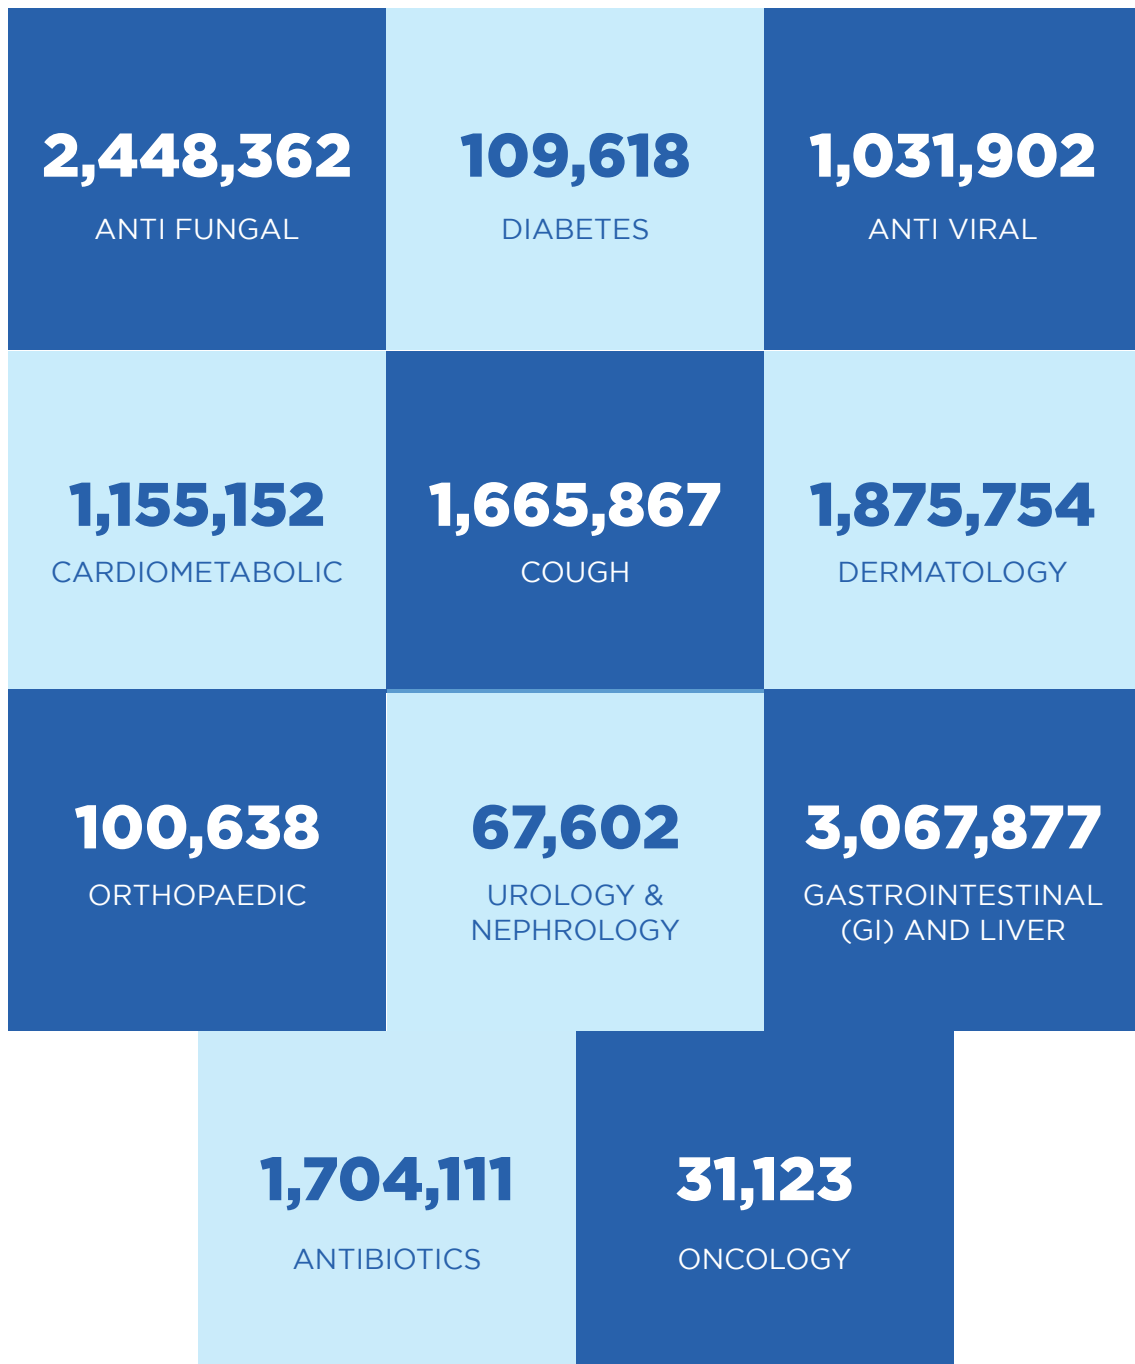 2,448,362
ANTI FUNGAL
109,618
DIABETES
1,031,902
ANTI VIRAL
1,155,152
CARDIOMETABOLIC
1,665,867
COUGH
1,875,754
DERMATOLOGY
100,638
ORTHOPAEDIC
67,602
UROLOGY &
NEPHROLOGY
3,067,877
GASTROINTESTINAL
(GI) AND LIVER
1,704,111
ANTIBIOTICS
31,123
ONCOLOGY